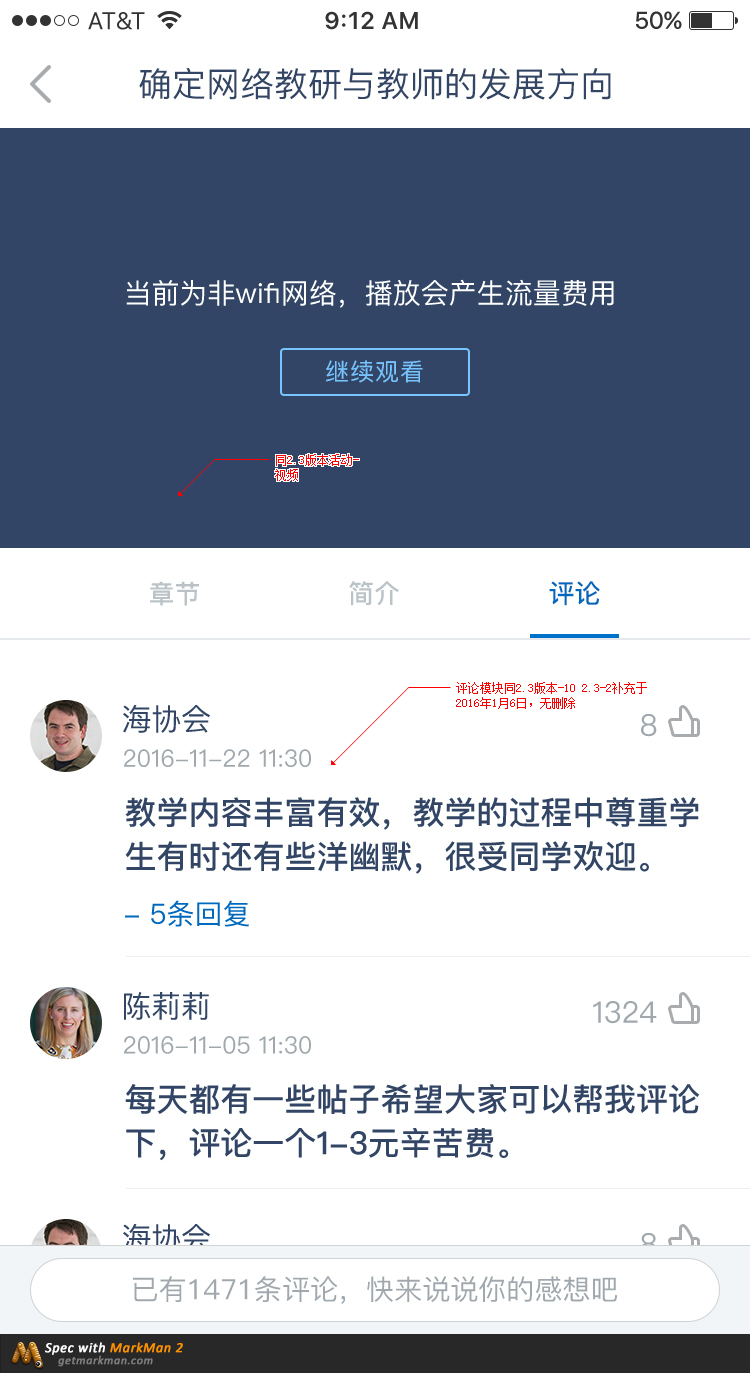 AT&T 9:12 AM 50%
确定网络教研与教师的发展方向
当前为非wifi网络，播放会产生流量费用
继续观看
同2.3版本活动-
视频
章节 简介 评论
评论模块同2.3版本-10 2.3-2补充于
2016年1月6日，无删除
海协会 8
2016-11-22 11:30
教学内容丰富有效，教学的过程中尊重学
生有时还有些洋幽默，很受同学欢迎。
- 5条回复
陈莉莉 1324
2016-11-05 11:30
每天都有一些帖子希望大家可以帮我评论
下，评论一个1-3元辛苦费。
海协会 8
已有1471条评论，快来说说你的感想吧
Spec with MarkMan 2
getmarkman.com